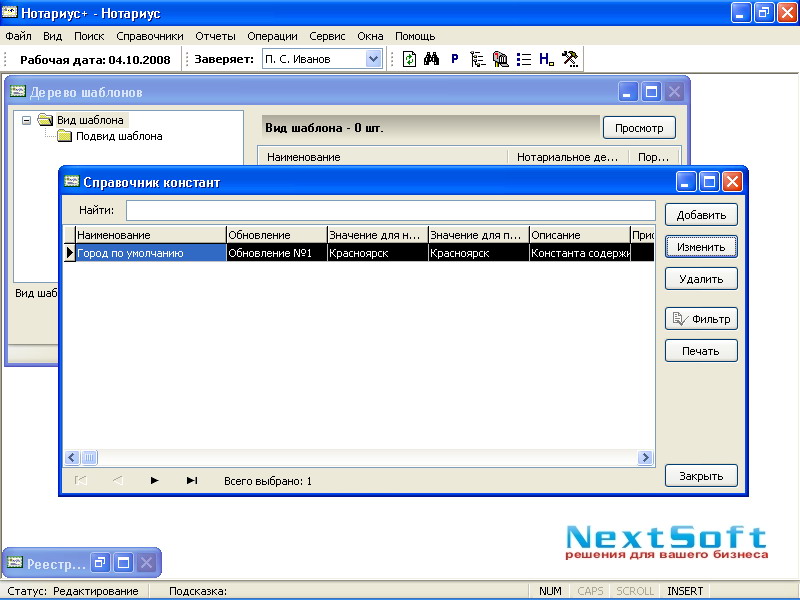 Нотариус+ - Нотариус
Файл Вид Поиск Справочники Отчеты Операции Сервис Окна Помощь
Рабочая дата: 04.10.2008 Заверяет: П. С. Иванов P H
Дерево шаблонов
Вид шаблона
Подвид шаблона
Вид шаблона - 0 шт. Просмотр
Наименование Нотариальное де... Пор...
Справочник констант
Найти: Добавить
Наименование Обновление Значение для н... Значение для п... Описание Прис
Изменить
Город по умолчанию Обновление №1 Красноярск Красноярск Константа содержи
Удалить
Вид шаб
Фильтр
Печать
Всего выбрано: 1 Закрыть
NextSoft
решения для вашего бизнеса
Реестр...
Статус: Редактирование Подсказка: NUM CAPS SCROLL INSERT